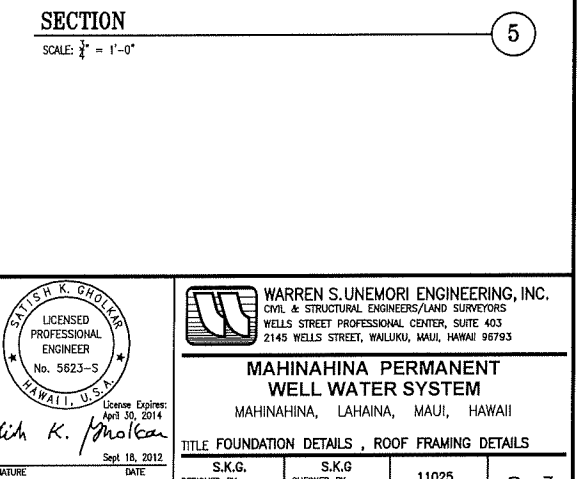 SECTION
5
SCALE: 3/4" = 1'-0"
SATISH K. GHOLKAR
LICENSED
PROFESSIONAL
ENGINEER
No. 5623-S
HAWAII, U.S.A.
License Expires:
April 30, 2014
K. Gholkar
Sept 18, 2012
DATE
WARREN S. UNEMORI ENGINEERING, INC.
CIVIL & STRUCTURAL ENGINEERS/LAND SURVEYORS
WELLS STREET PROFESSIONAL CENTER, SUITE 403
2145 WELLS STREET, WAILUKU, MAUI, HAWAII 96793
MAHINAHINA PERMANENT
WELL WATER SYSTEM
MAHINAHINA, LAHAINA, MAUI, HAWAII
TITLE FOUNDATION DETAILS , ROOF FRAMING DETAILS
S.K.G. S.K.G 11025